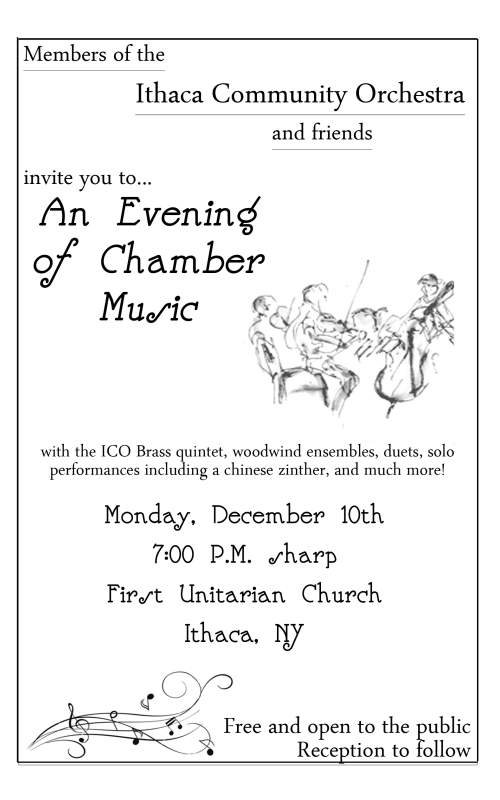 Members of the
Ithaca Community Orchestra
and friends
invite you to...
An Evening
of Chamber
Music
with the ICO Brass quintet, woodwind ensembles, duets, solo
performances including a chinese zinther, and much more!
Monday, December 10th
7:00 P.M. sharp
First Unitarian Church
Ithaca, NY
Free and open to the public
Reception to follow